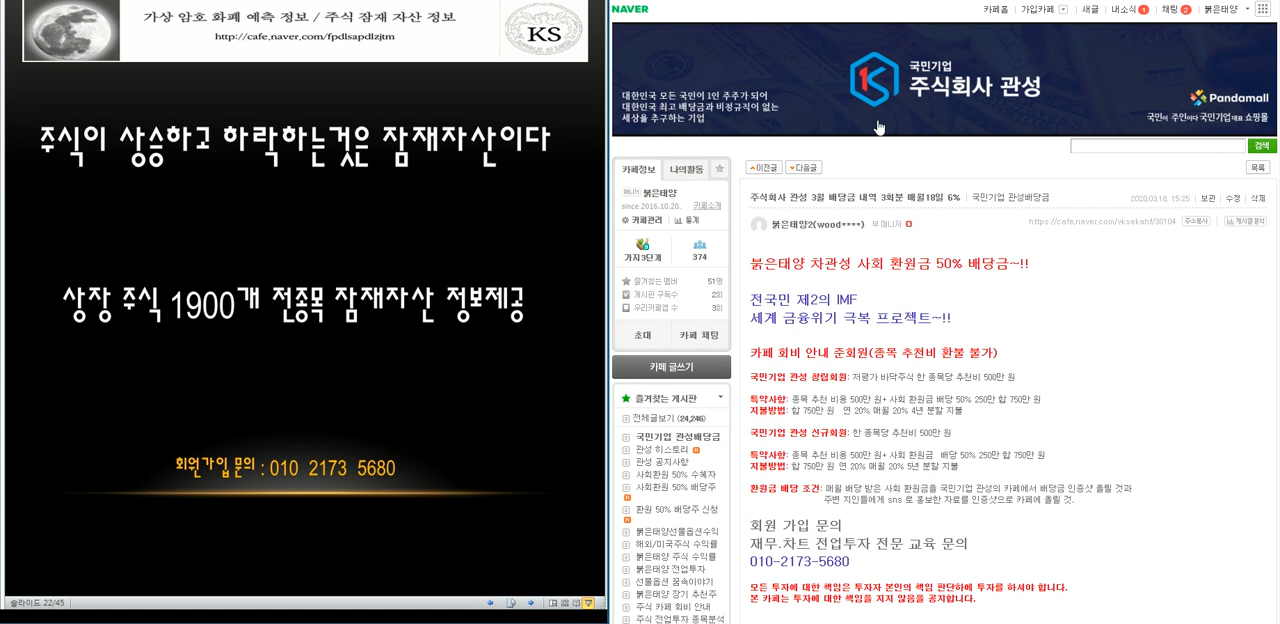 가상 암호 화폐 예측 정보 / 주식 잠재 자산 정보
http://cafe.naver.com/fpdlsapdlzjtm
KS
주식이 상승하고 하락하는것은 잠재자산이다
상장 주식 1900개 전종목 잠재자산 정보제공
회원가입 문의 : 010 2173 5680
슬라이드 22/45
NAVER
카페홈 가입카페 새글 내소식 1 채팅 2 붉은태양
대한민국 모든 국민이 1인 주주가 되어
대한민국 최고 배당금과 비정규직이 없는
세상을 추구하는 기업
국민기업
주식회사 관성
Pandamall
국민이 주인이다 국민기업 대표 쇼핑몰
검색
카페정보 나의활동
매니저 붉은태양
since 2016.10.20. 카페소개
카페관리 통계
가지3단계 374
즐겨찾는 멤버 51명
게시판 구독수 2회
우리카페앱 수 3회
초대 카페 채팅
카페 글쓰기
즐겨찾는 게시판
전체글보기 (24,246)
국민기업 관성배당금
관성 히스토리
관성 공지사항
사회환원 50% 수혜자
사회환원 50% 배당주
환원 50% 배당주 신청
붉은태양선물옵션수익
해외/미국주식 수익률
붉은태양 주식 수익률
붉은태양 전업투자
선물옵션 꿈속이야기
붉은태양 장기 추천주
주식 카페 회비 안내
주식 전업투자 종목분석
이전글 다음글 목록
주식회사 관성 3월 배당금 내역 3회분 매월18일 6% 국민기업 관성배당금 2020.03.18. 15:25 보관 수정 삭제
붉은태양2(wood****) 부매니저 https://cafe.naver.com/vksekahf/30104 주소복사 게시글 분석
붉은태양 차관성 사회 환원금 50% 배당금~!!
전국민 제2의 IMF
세계 금융위기 극복 프로젝트~!!
카페 회비 안내 준회원(종목 추천비 환불 불가)
국민기업 관성 창립회원: 저평가 바닥주식 한 종목당 추천비 500만 원
특약사항: 종목 추천 비용 500만 원+ 사회 환원금 배당 50% 250만 합 750만 원
지불방법: 합 750만 원 연 20% 매월 20% 4년 분할 지불
국민기업 관성 신규회원: 한 종목당 추천비 500만 원
특약사항: 종목 추천 비용 500만 원+ 사회 환원금 배당 50% 250만 합 750만 원
지불방법: 합 750만 원 연 20% 매월 20% 5년 분할 지불
환원금 배당 조건: 매월 배당 받은 사회 환원금을 국민기업 관성의 카페에서 배당금 인증샷 올릴 것과
주변 지인들에게 sns 로 홍보한 자료를 인증샷으로 카페에 올릴 것.
회원 가입 문의
재무.차트 전업투자 전문 교육 문의
010-2173-5680
모든 투자에 대한 책임은 투자자 본인의 책임 판단하에 투자를 하셔야 합니다.
본 카페는 투자에 대한 책임을 지지 않음을 공지합니다.